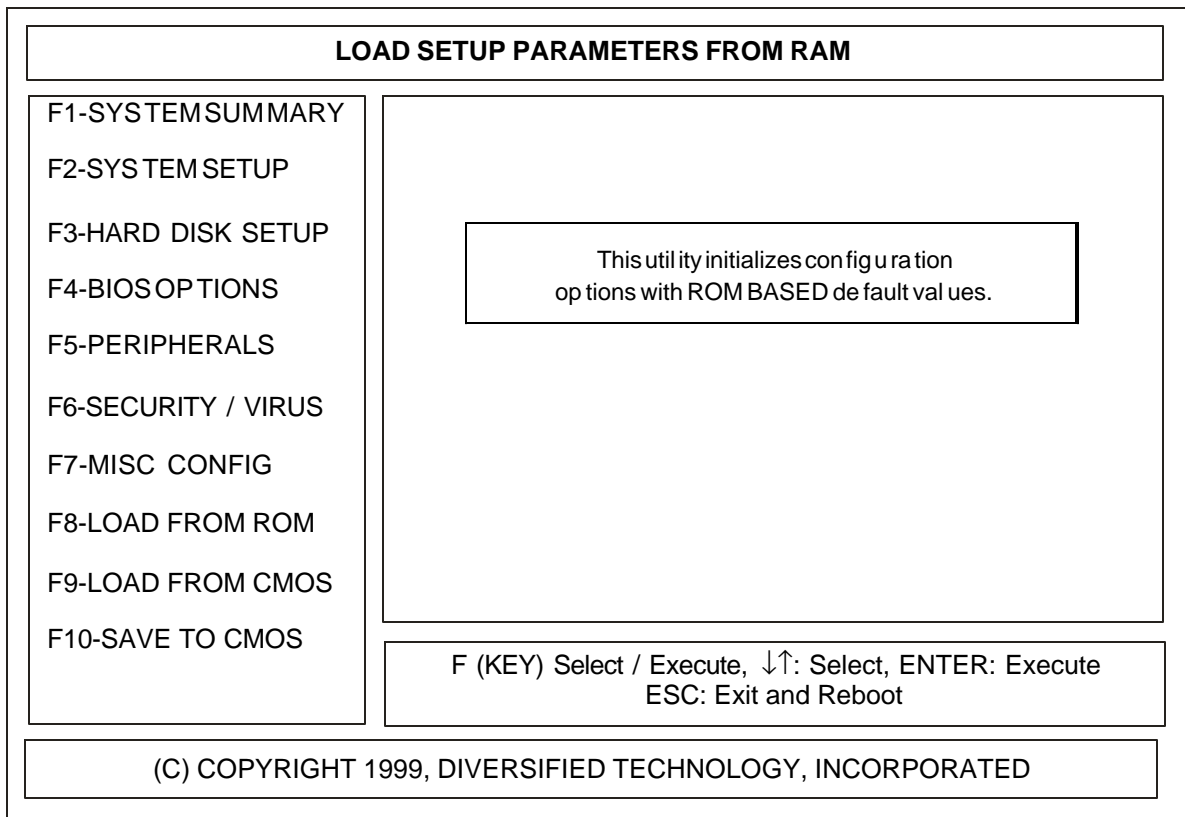 LOAD SETUP PARAMETERS FROM RAM
F1-SYSTEMSUMMARY
F2-SYSTEM SETUP
F3-HARD DISK SETUP
F4-BIOS OPTIONS
F5-PERIPHERALS
F6-SECURITY / VIRUS
F7-MISC CONFIG
F8-LOAD FROM ROM
F9-LOAD FROM CMOS
F10-SAVE TO CMOS
This utility initializes configuration
options with ROM BASED default values.
F (KEY) Select / Execute, ↓↑: Select, ENTER: Execute
ESC: Exit and Reboot
(C) COPYRIGHT 1999, DIVERSIFIED TECHNOLOGY, INCORPORATED